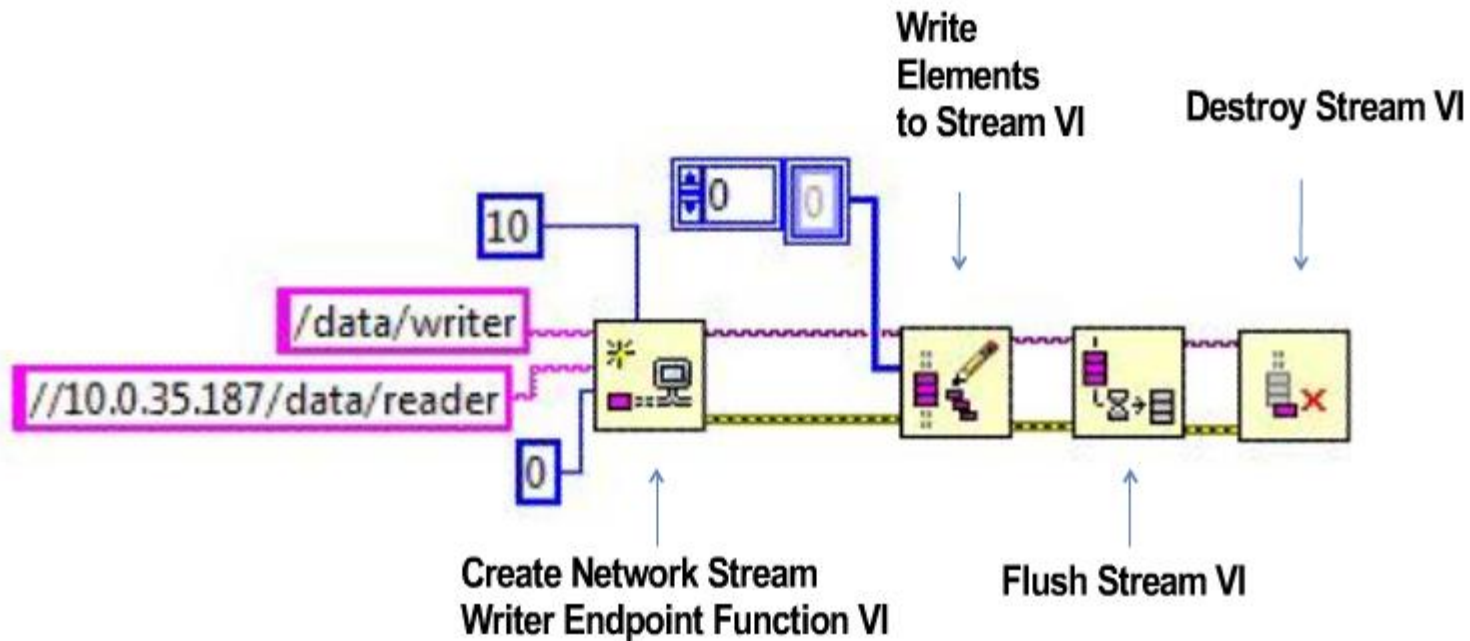 Write
Elements
to Stream VI
Destroy Stream VI
0
0
10
/data/writer
//10.0.35.187/data/reader
0
Create Network Stream
Writer Endpoint Function VI
Flush Stream VI